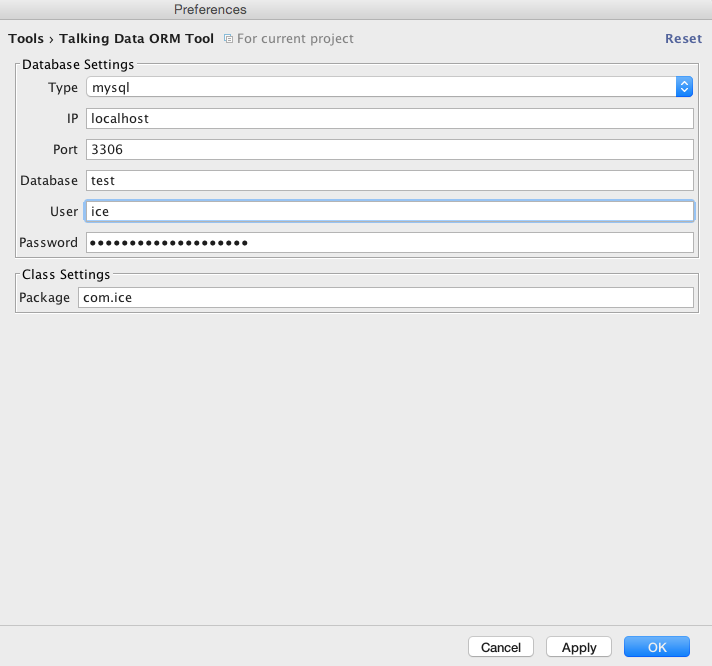 Preferences
Tools › Talking Data ORM Tool For current project Reset
Database Settings
Type mysql
IP localhost
Port 3306
Database test
User ice
Password ••••••••••••••••••••
Class Settings
Package com.ice
Cancel Apply OK